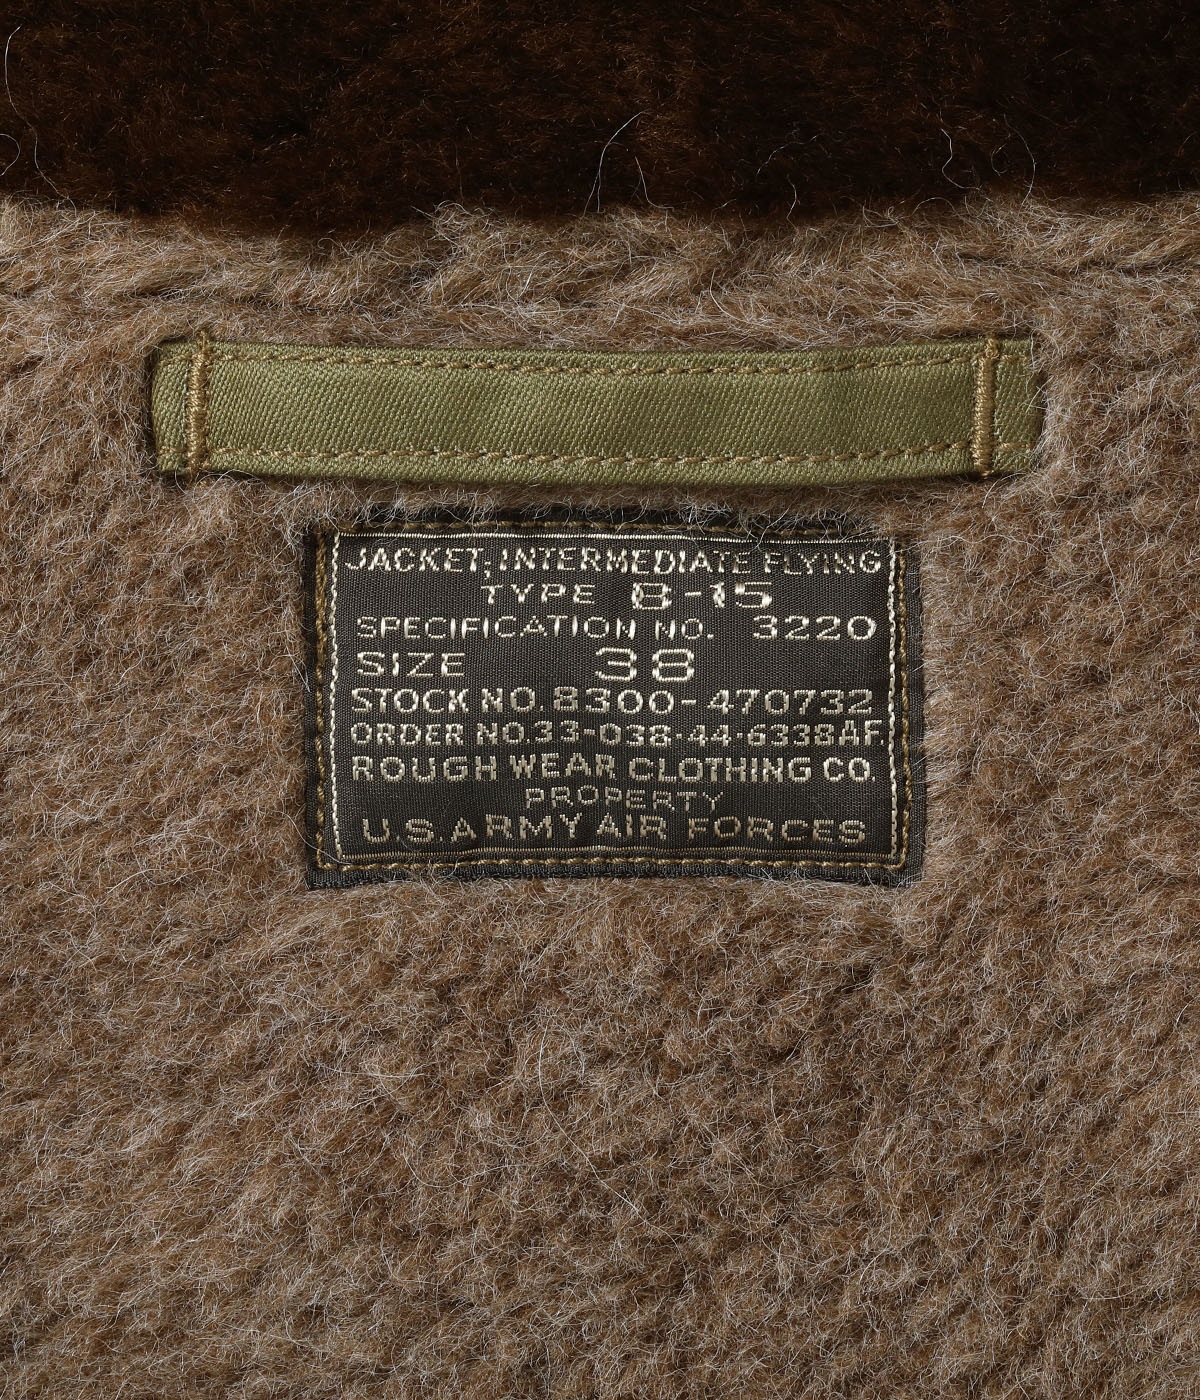 JACKET; INTERMEDIATE FLYING
TYPE B-15
SPECIFICATION NO. 3220
SIZE 38
STOCK NO. 8300-470732
ORDER NO.33-038-44-6338AF.
ROUGH WEAR CLOTHING CO.
PROPERTY
U.S.ARMY AIR FORCES